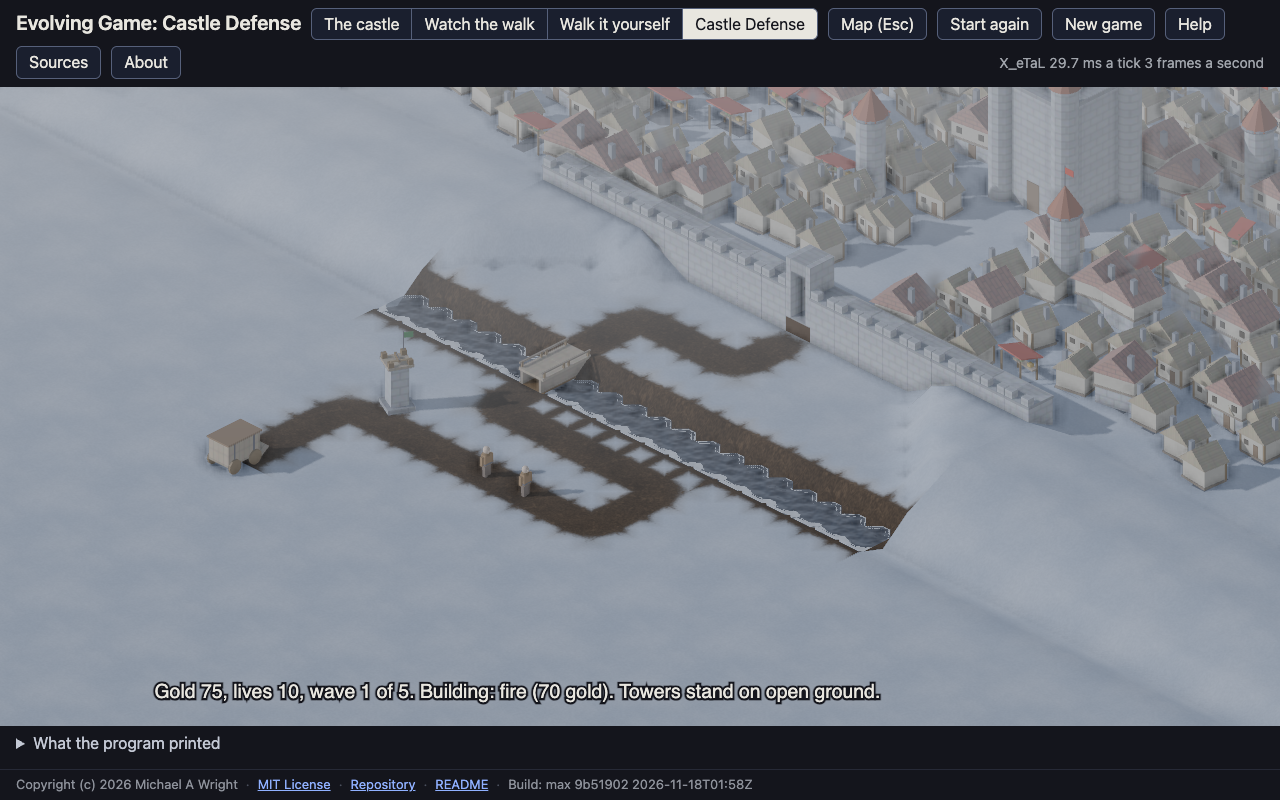 Evolving Game: Castle Defense The castle Watch the walk Walk it yourself Castle Defense Map (Esc) Start again New game Help
Sources About X_eTaL 29.7 ms a tick 3 frames a second
Gold 75, lives 10, wave 1 of 5. Building: fire (70 gold). Towers stand on open ground.
▶ What the program printed
Copyright (c) 2026 Michael A Wright · MIT License · Repository · README · Build: max 9b51902 2026-11-18T01:58Z